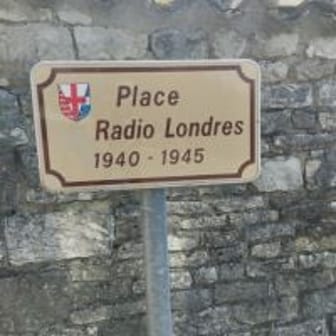 Place
Radio Londres
1940 - 1945